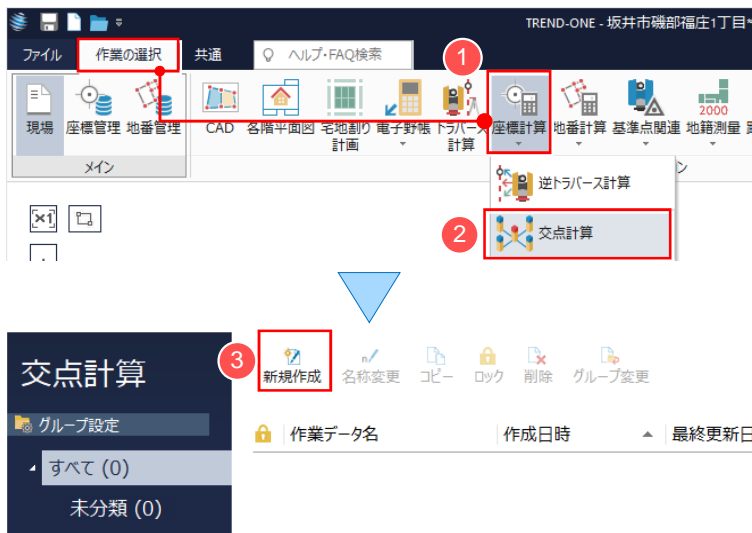 TREND-ONE - 坂井市磯部福庄1丁目*
ファイル 作業の選択 共通 ヘルプ・FAQ検索
1
2000
現場 座標管理 地番管理 CAD 各階平面図 宅地割り 電子野帳 トラバース 座標計算 地番計算 基準点関連 地籍測量
計画 計算
メイン ン
逆トラバース計算
2 交点計算
×1
交点計算
3 新規作成 名称変更 コピー ロック 削除 グループ変更
グループ設定
作業データ名 作成日時 最終更新日
すべて (0)
未分類 (0)